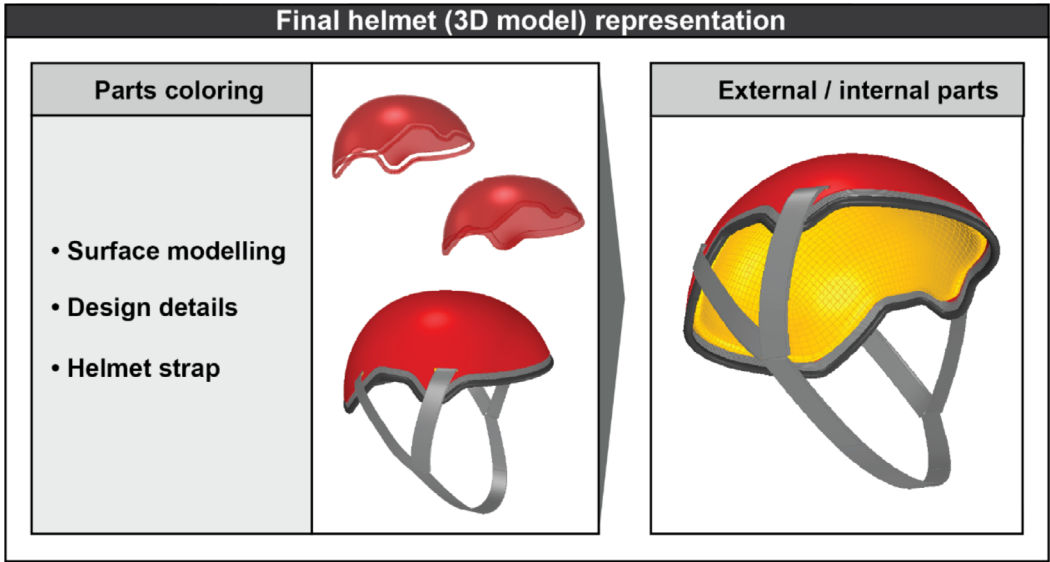 Final helmet (3D model) representation
Parts coloring
• Surface modelling
• Design details
• Helmet strap
External / internal parts